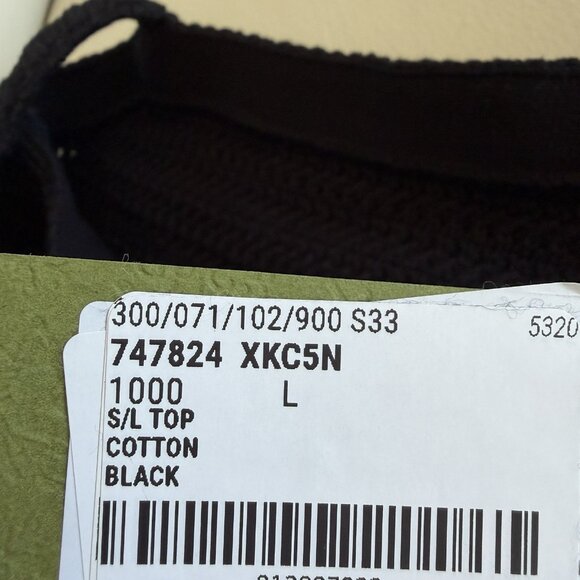 300/071/102/900 S33 5320
747824 XKC5N
1000 L
S/L TOP
COTTON
BLACK